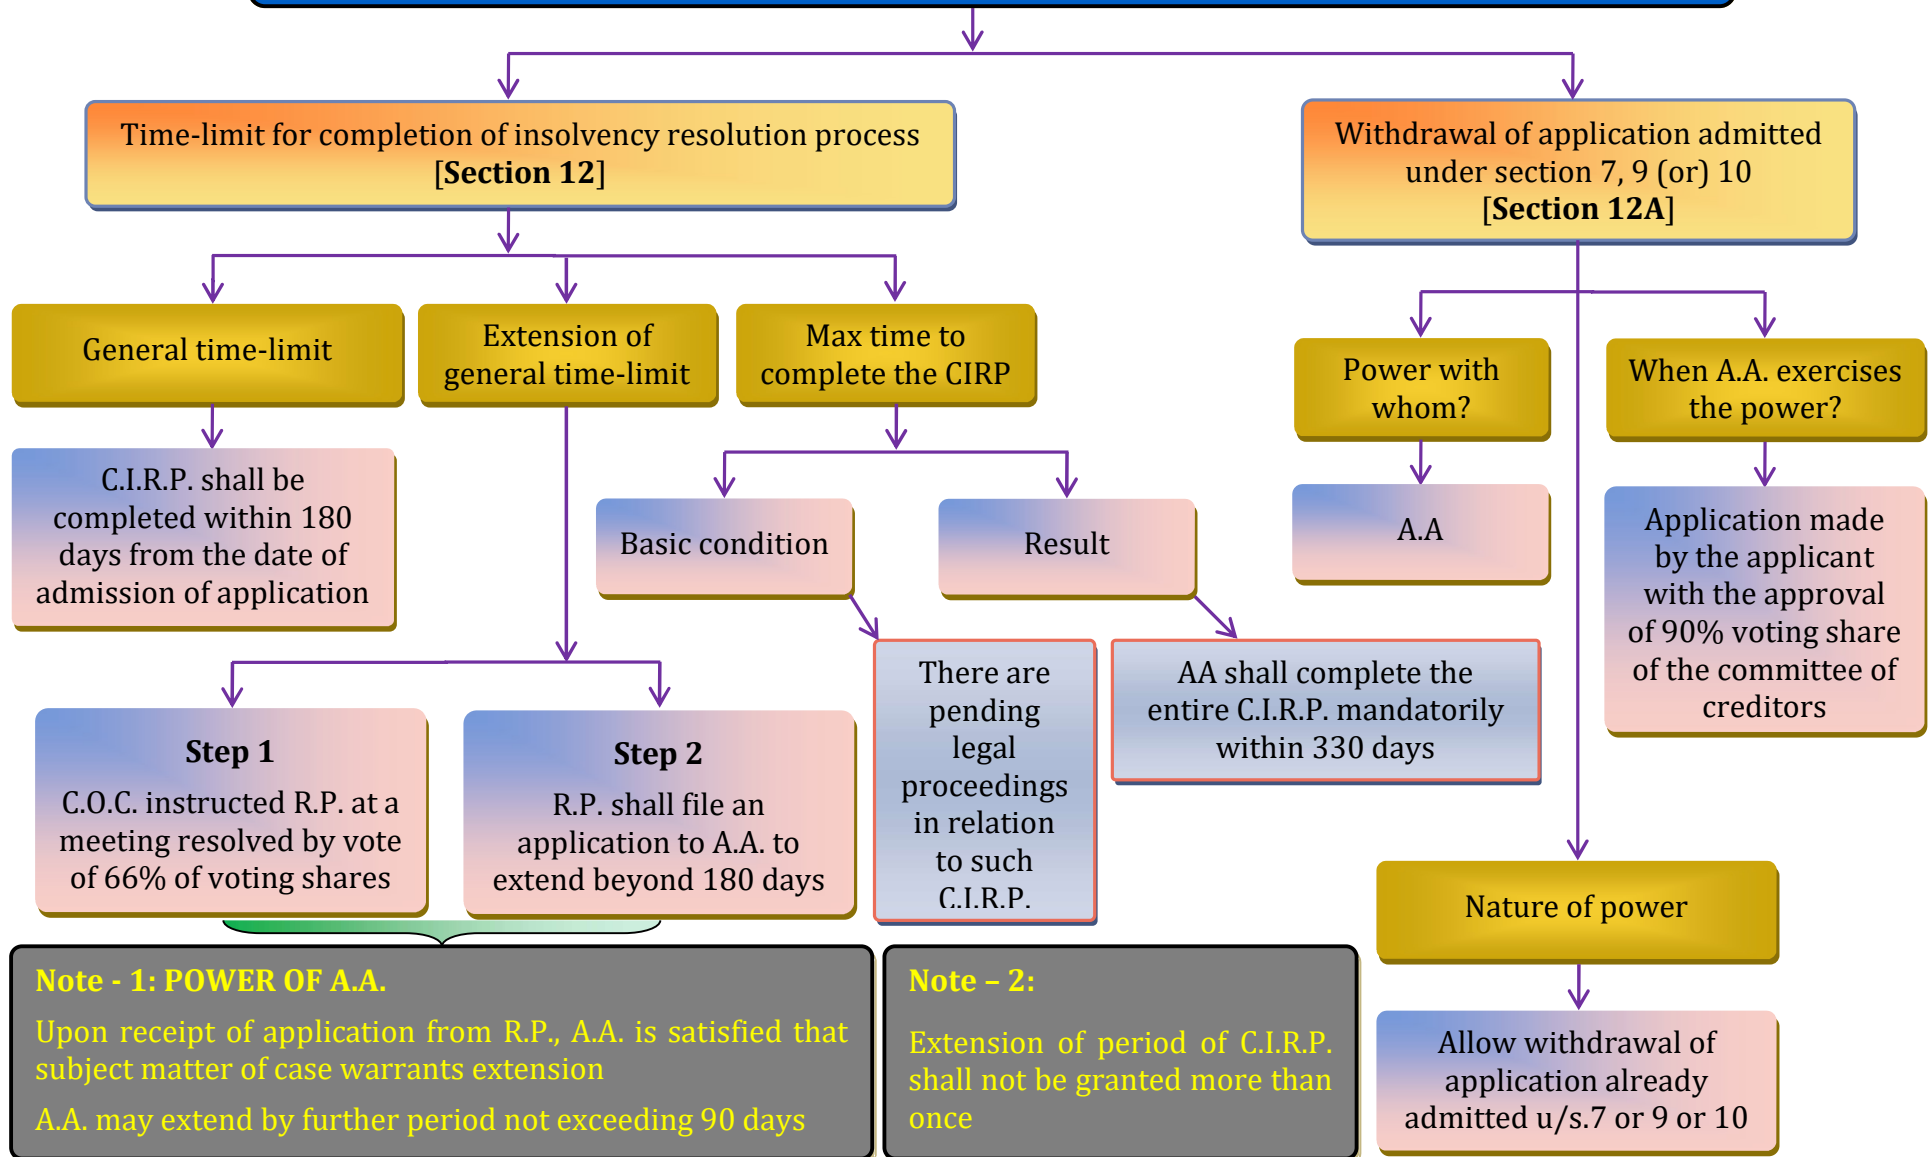 Time-limit for completion of insolvency resolution process
[Section 12]
Withdrawal of application admitted
under section 7, 9 (or) 10
[Section 12A]
General time-limit
Extension of
general time-limit
Max time to
complete the CIRP
Power with
whom?
When A.A. exercises
the power?
C.I.R.P. shall be
completed within 180
days from the date of
admission of application
Basic condition
Result
A.A
Application made
by the applicant
with the approval
of 90% voting share
of the committee of
creditors
There are
pending
legal
proceedings
in relation
to such
C.I.R.P.
AA shall complete the
entire C.I.R.P. mandatorily
within 330 days
Step 1
C.O.C. instructed R.P. at a
meeting resolved by vote
of 66% of voting shares
Step 2
R.P. shall file an
application to A.A. to
extend beyond 180 days
Nature of power
Note - 1: POWER OF A.A.
Upon receipt of application from R.P., A.A. is satisfied that
subject matter of case warrants extension
A.A. may extend by further period not exceeding 90 days
Note – 2:
Extension of period of C.I.R.P.
shall not be granted more than
once
Allow withdrawal of
application already
admitted u/s.7 or 9 or 10